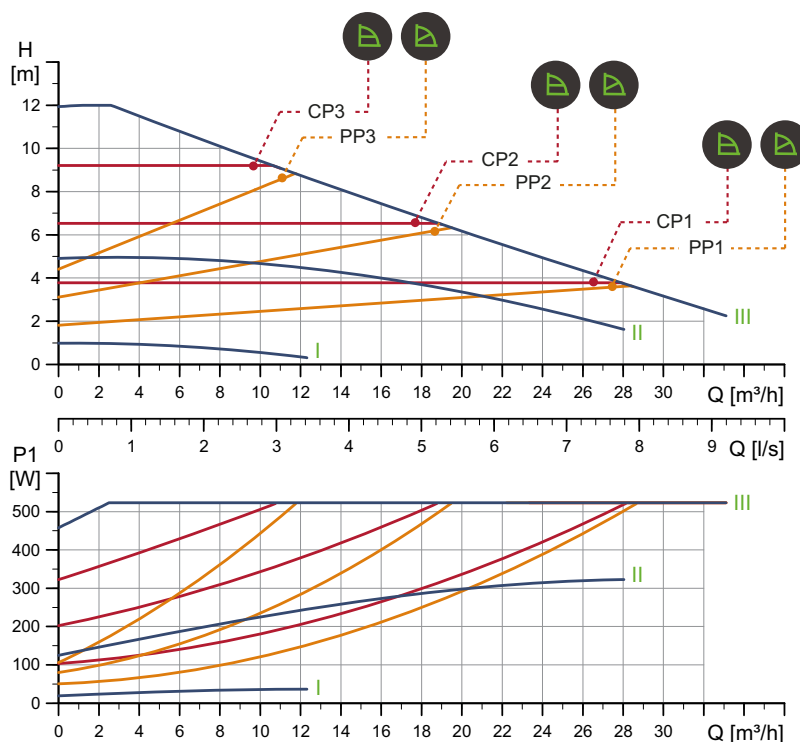 H
[m]
12
10
8
6
4
2
0
CP3
PP3
CP2
PP2
CP1
PP1
III
II
I
0 2 4 6 8 10 12 14 16 18 20 22 24 26 28 30 Q [m³/h]
0 1 2 3 4 5 6 7 8 9 Q [l/s]
P1
[W]
500
400
300
200
100
0
III
II
I
0 2 4 6 8 10 12 14 16 18 20 22 24 26 28 30 Q [m³/h]